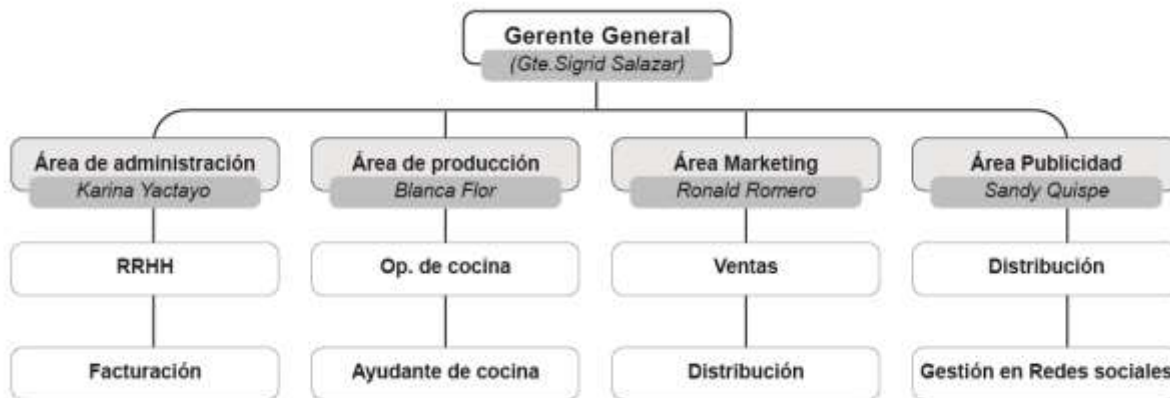 Gerente General
(Gte.Sigrid Salazar)
Área de administración
Karina Yactayo
Área de producción
Blanca Flor
Área Marketing
Ronald Romero
Área Publicidad
Sandy Quispe
RRHH
Op. de cocina
Ventas
Distribución
Facturación
Ayudante de cocina
Distribución
Gestión en Redes sociales